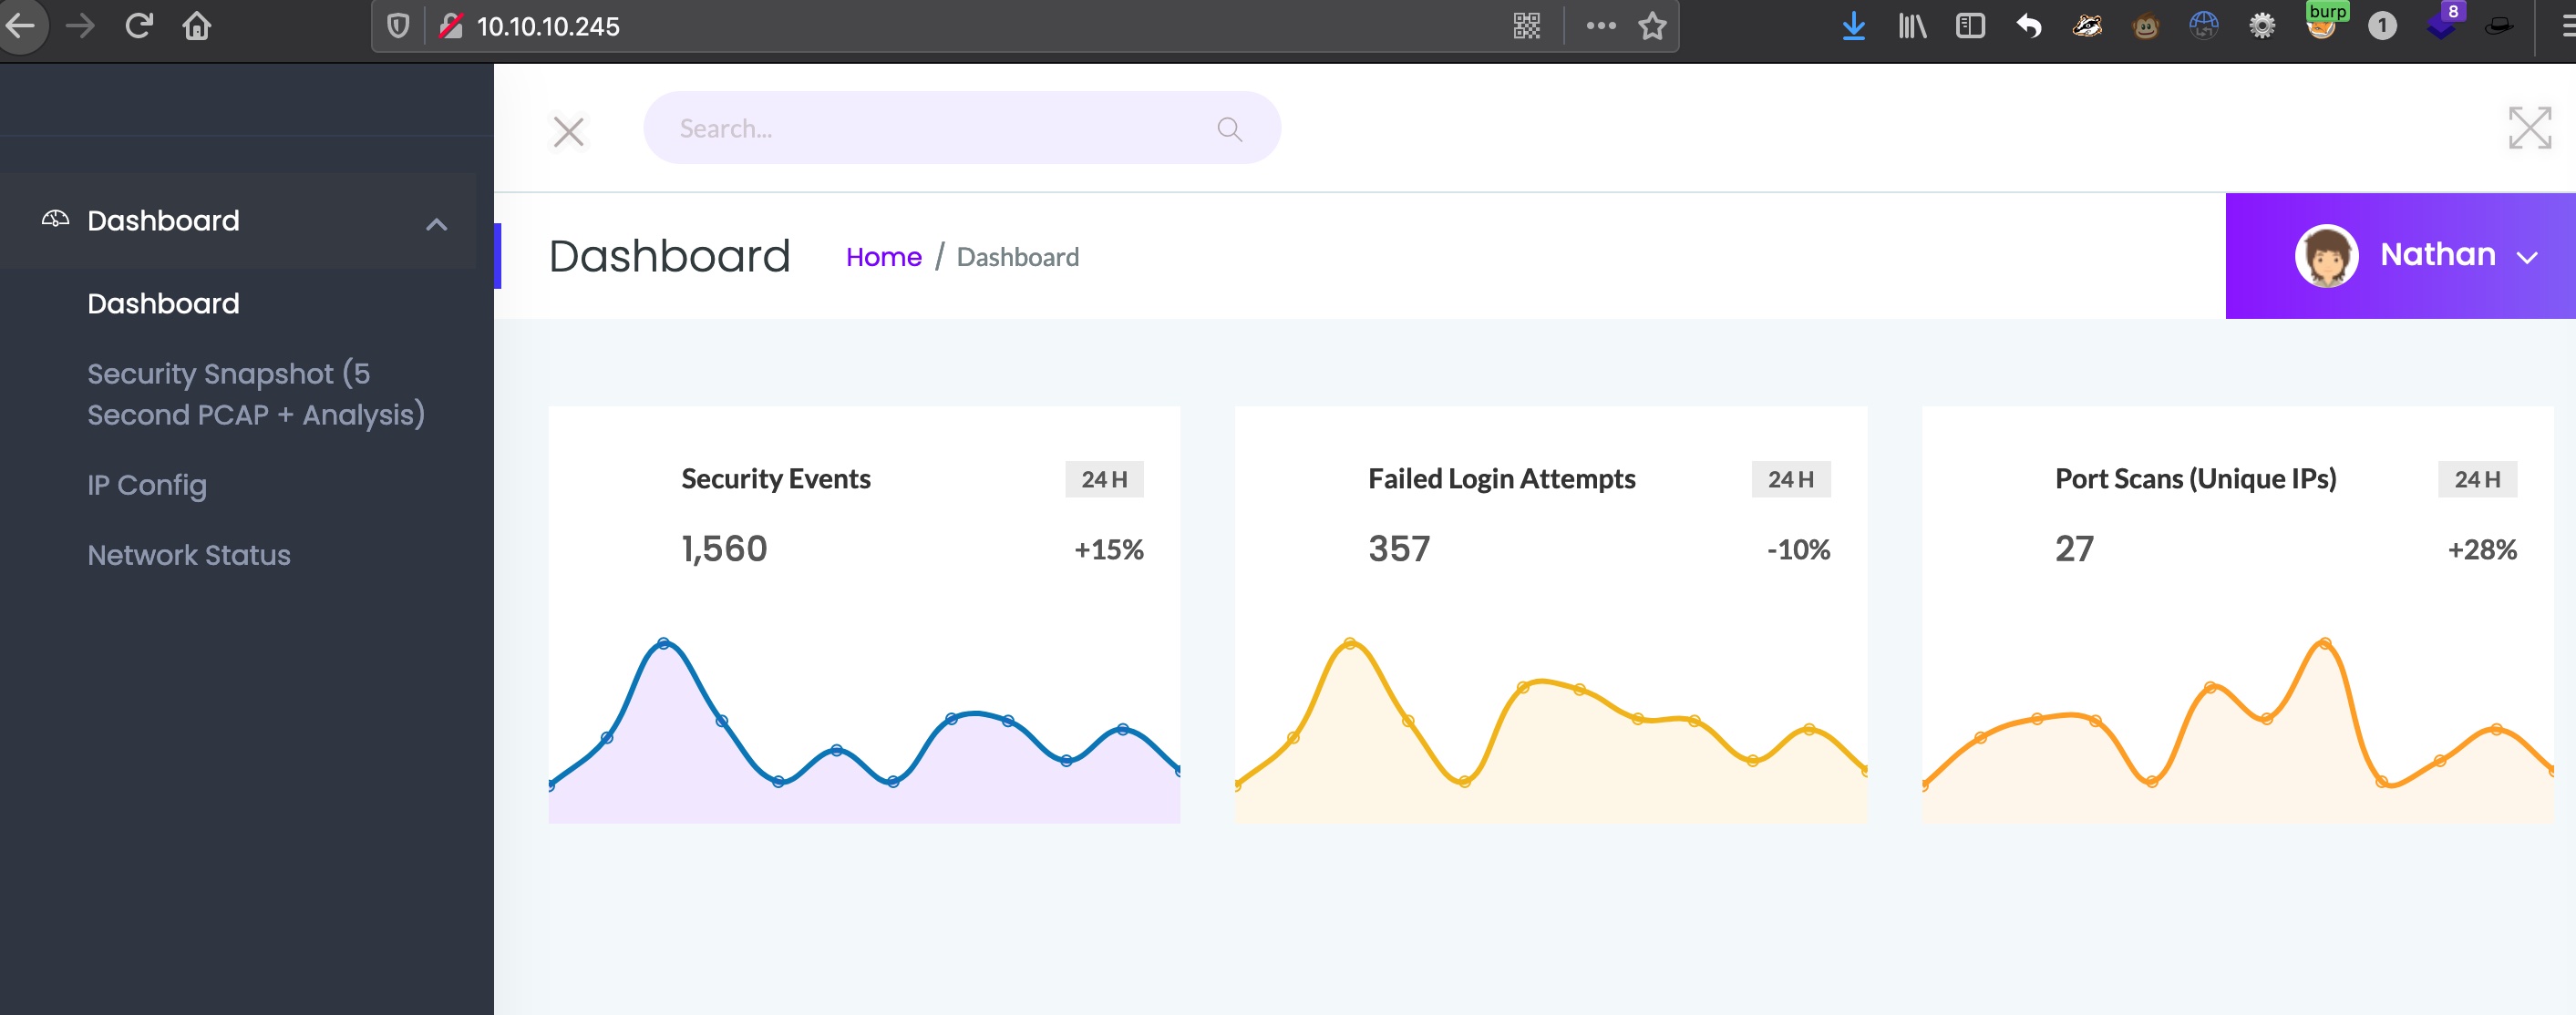 10.10.10.245
burp
1
8
Search...
Dashboard
Dashboard
Security Snapshot (5
Second PCAP + Analysis)
IP Config
Network Status
Dashboard
Home / Dashboard
Nathan
Security Events
24 H
1,560
+15%
Failed Login Attempts
24 H
357
-10%
Port Scans (Unique IPs)
24 H
27
+28%